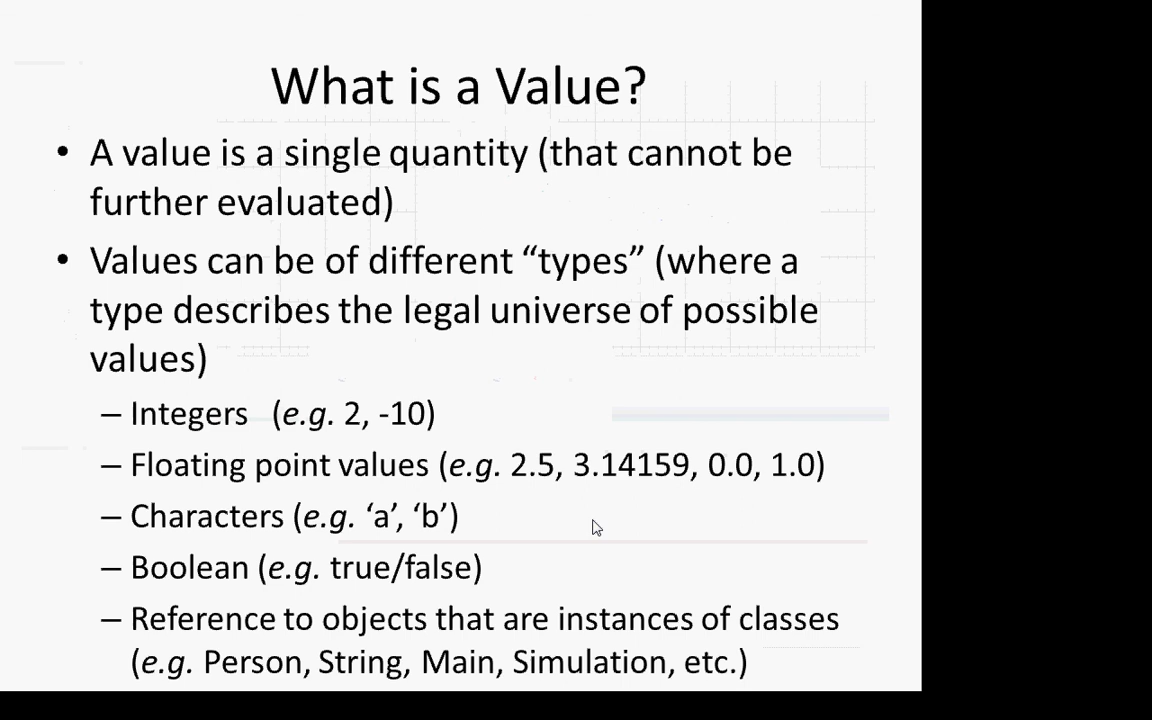 What is a Value?
• A value is a single quantity (that cannot be
further evaluated)
• Values can be of different “types” (where a
type describes the legal universe of possible
values)
– Integers (e.g. 2, -10)
– Floating point values (e.g. 2.5, 3.14159, 0.0, 1.0)
– Characters (e.g. ‘a’, ‘b’)
– Boolean (e.g. true/false)
– Reference to objects that are instances of classes
(e.g. Person, String, Main, Simulation, etc.)